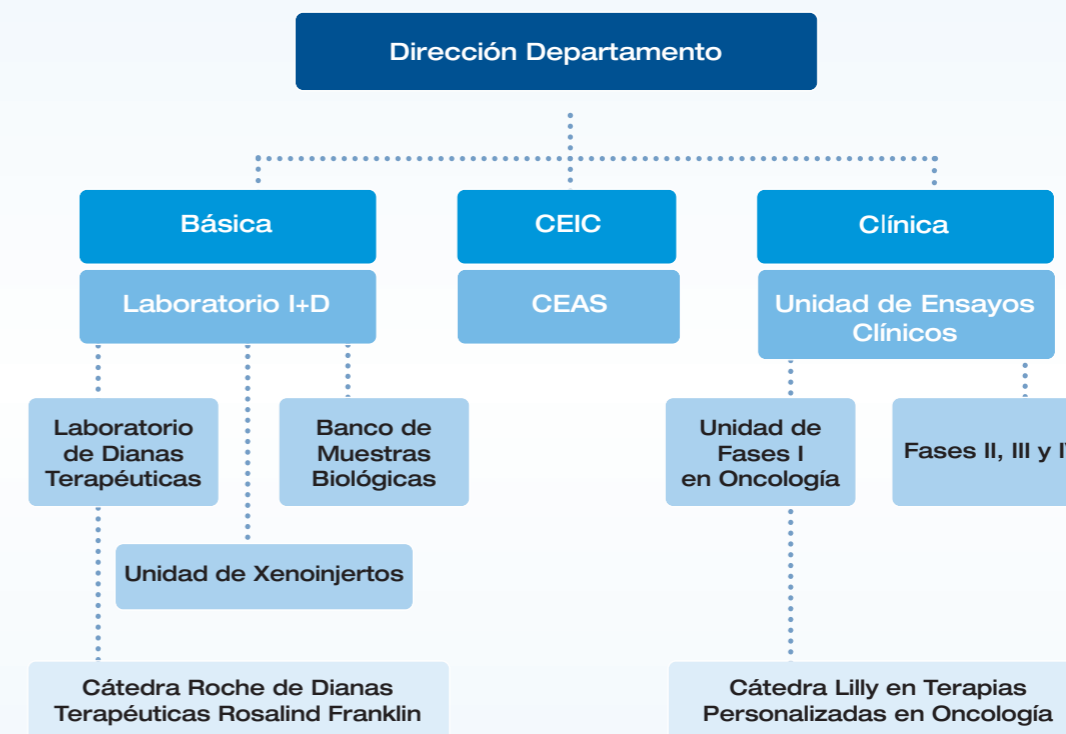 Dirección Departamento
Básica
CEIC
Clínica
Laboratorio I+D
CEAS
Unidad de Ensayos
Clínicos
Laboratorio
de Dianas
Terapéuticas
Banco de
Muestras
Biológicas
Unidad de
Fases I
en Oncología
Fases II, III y
Unidad de Xenoinjertos
Cátedra Roche de Dianas
Terapéuticas Rosalind Franklin
Cátedra Lilly en Terapias
Personalizadas en Oncología